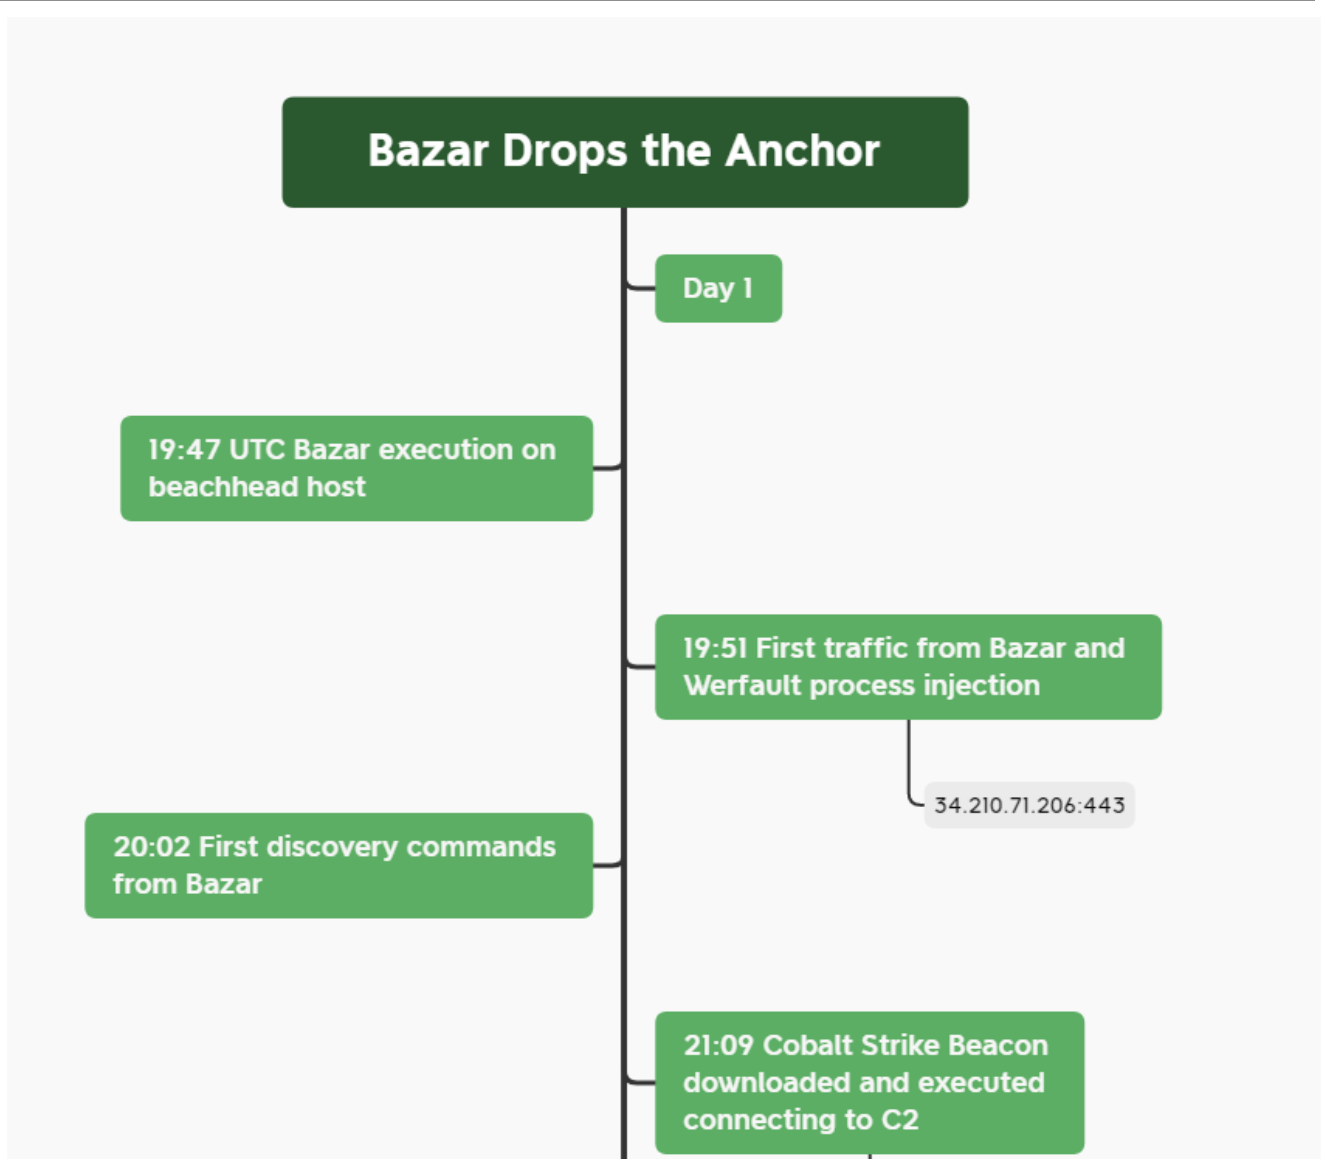 Bazar Drops the Anchor
Day 1
19:47 UTC Bazar execution on
beachhead host
19:51 First traffic from Bazar and
Werfault process injection
34.210.71.206:443
20:02 First discovery commands
from Bazar
21:09 Cobalt Strike Beacon
downloaded and executed
connecting to C2